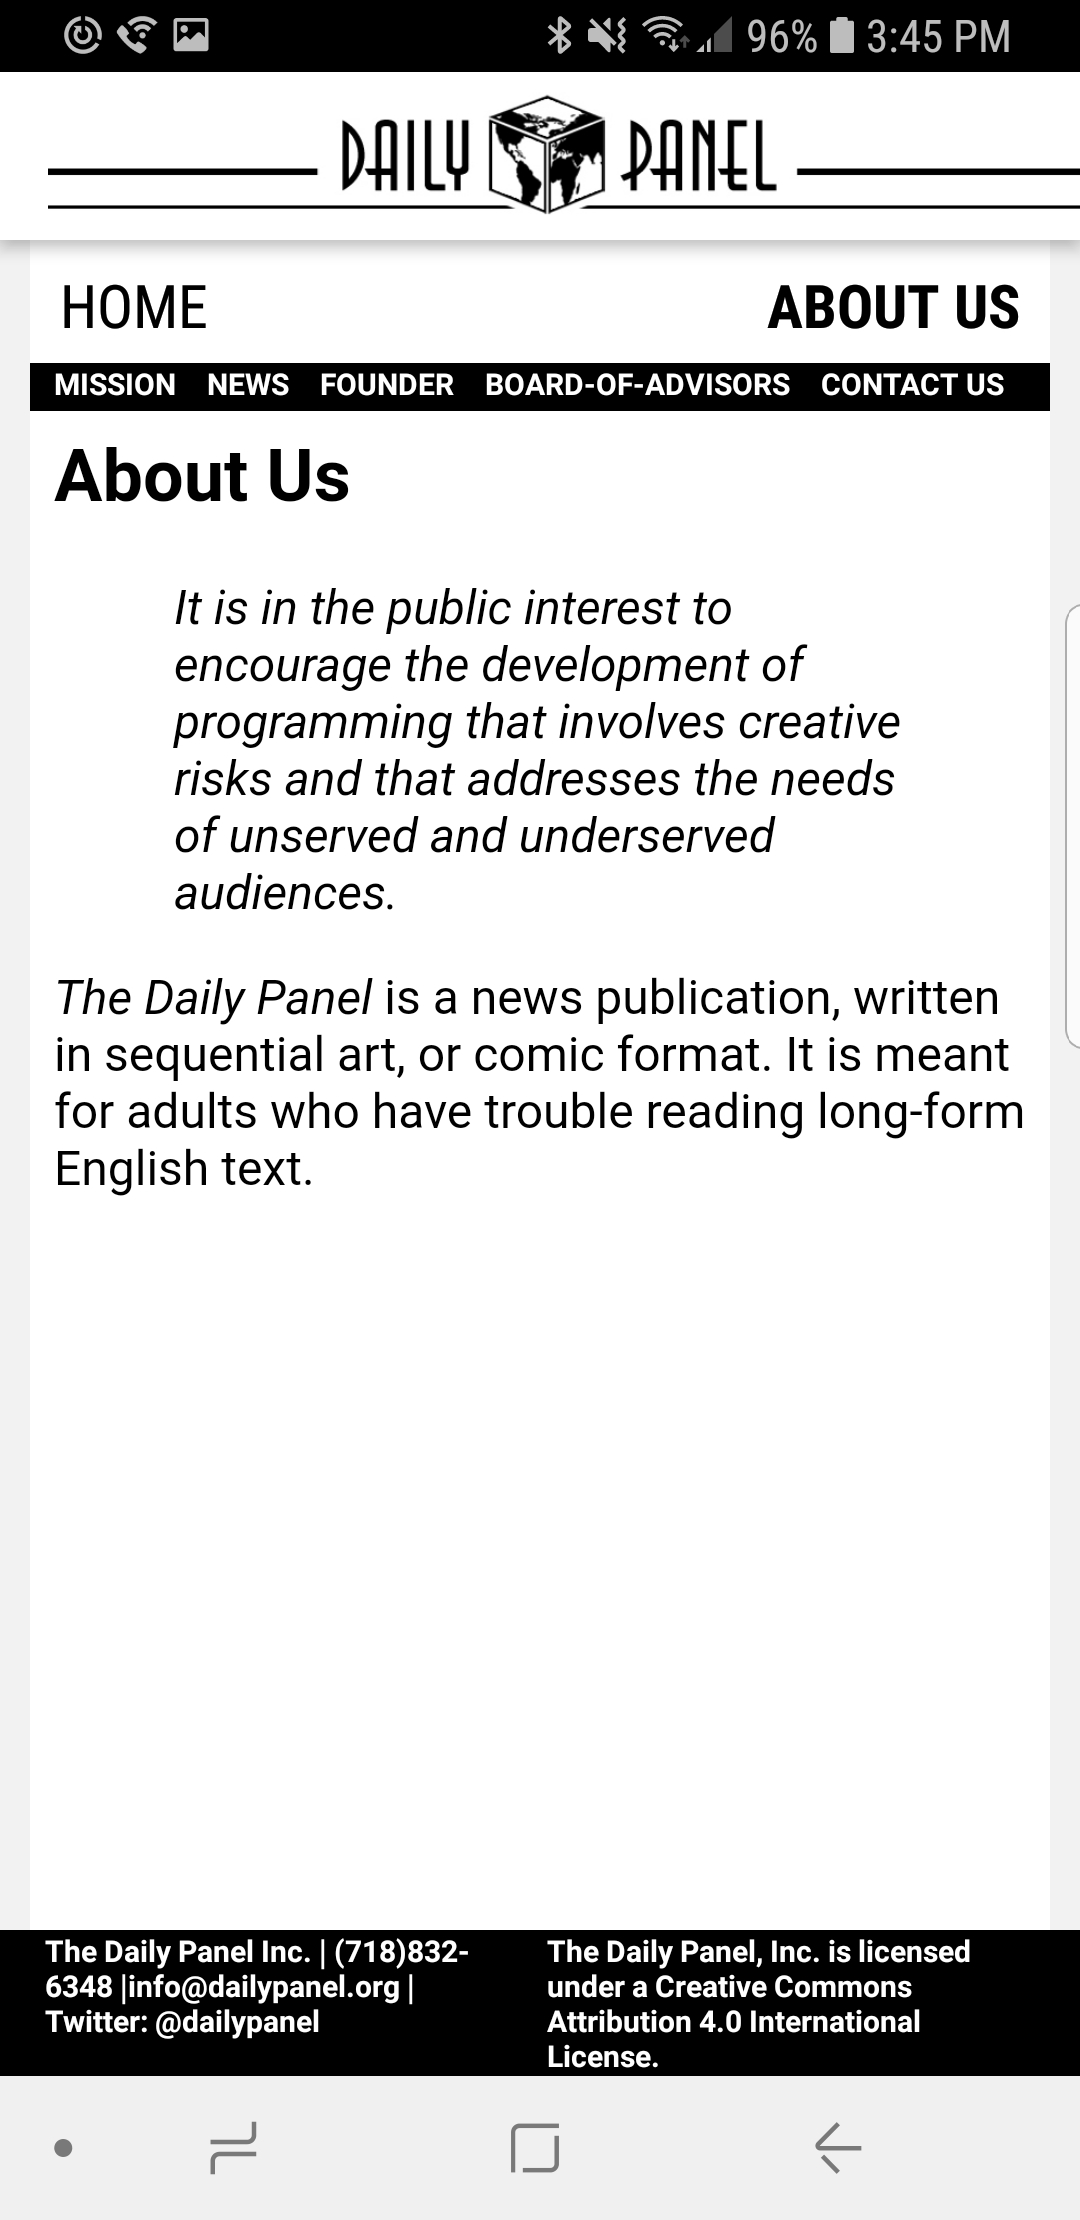 96% 3:45 PM
DAILY PANEL
HOME ABOUT US
MISSION NEWS FOUNDER BOARD-OF-ADVISORS CONTACT US
About Us
It is in the public interest to
encourage the development of
programming that involves creative
risks and that addresses the needs
of unserved and underserved
audiences.
The Daily Panel is a news publication, written
in sequential art, or comic format. It is meant
for adults who have trouble reading long-form
English text.
The Daily Panel Inc. | (718)832-
6348 |info@dailypanel.org |
Twitter: @dailypanel
The Daily Panel, Inc. is licensed
under a Creative Commons
Attribution 4.0 International
License.